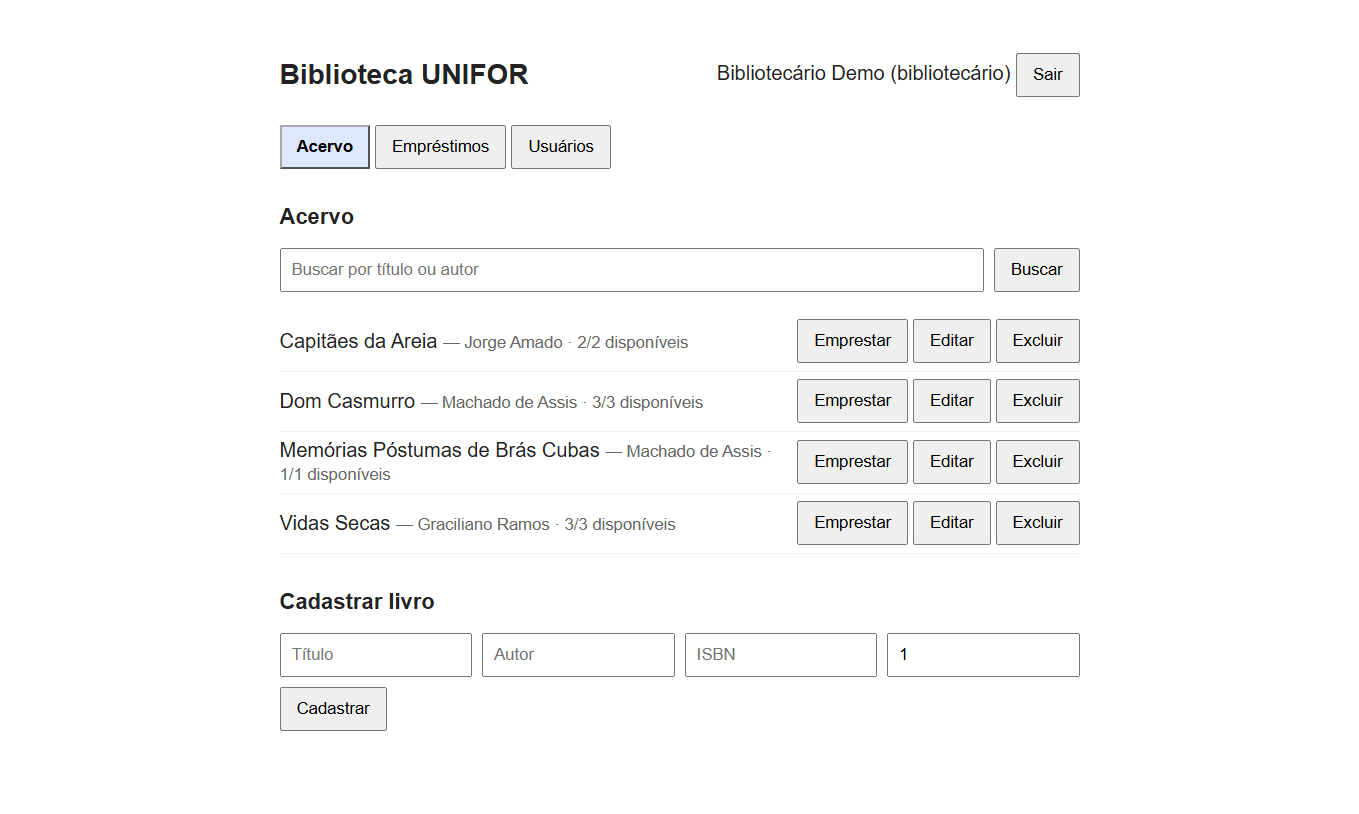 Biblioteca UNIFOR
Bibliotecário Demo (bibliotecário) Sair
Acervo Empréstimos Usuários
Acervo
Buscar por título ou autor Buscar
Capitães da Areia — Jorge Amado · 2/2 disponíveis Emprestar Editar Excluir
Dom Casmurro — Machado de Assis · 3/3 disponíveis Emprestar Editar Excluir
Memórias Póstumas de Brás Cubas — Machado de Assis ·
1/1 disponíveis Emprestar Editar Excluir
Vidas Secas — Graciliano Ramos · 3/3 disponíveis Emprestar Editar Excluir
Cadastrar livro
Título Autor ISBN 1
Cadastrar